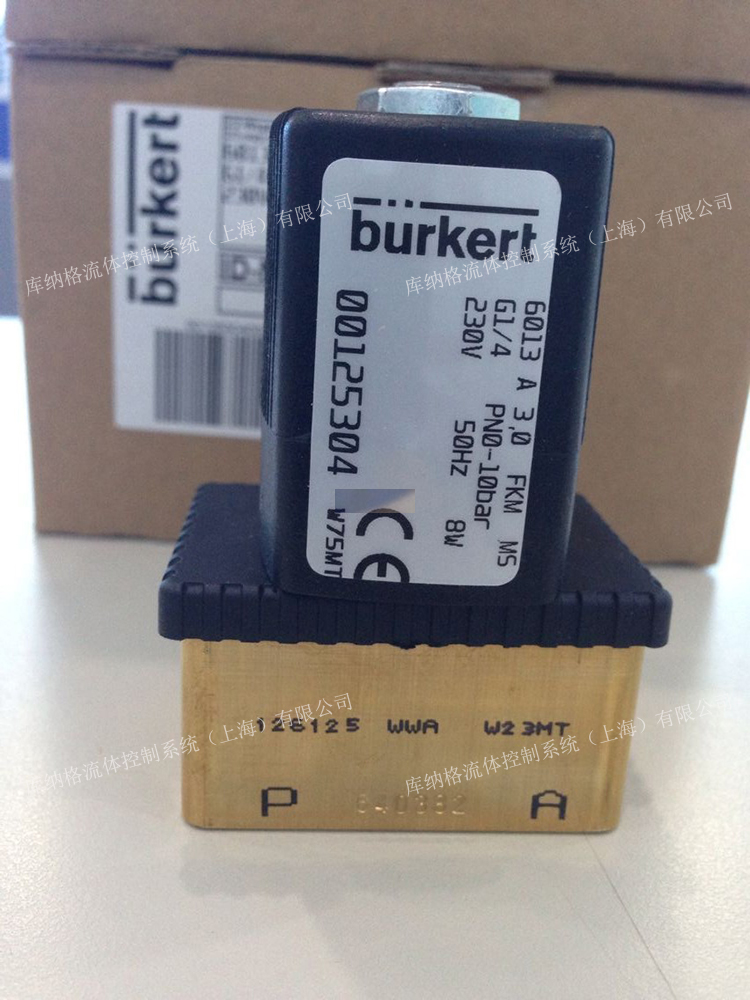 bürkert
6013 A 3,0 FKM MS
G1/4 PN0-10bar
230V 50HZ 8W
00125304 W75MT
CE
bürkert
126125 WWA W23MT
P A
库纳格流体控制系统（上海）有限公司
库纳格流体控制系统（上海）有限公司
库纳格流体控制系统（上海）有限公司
库纳格流体控制系统（上海）有限公司